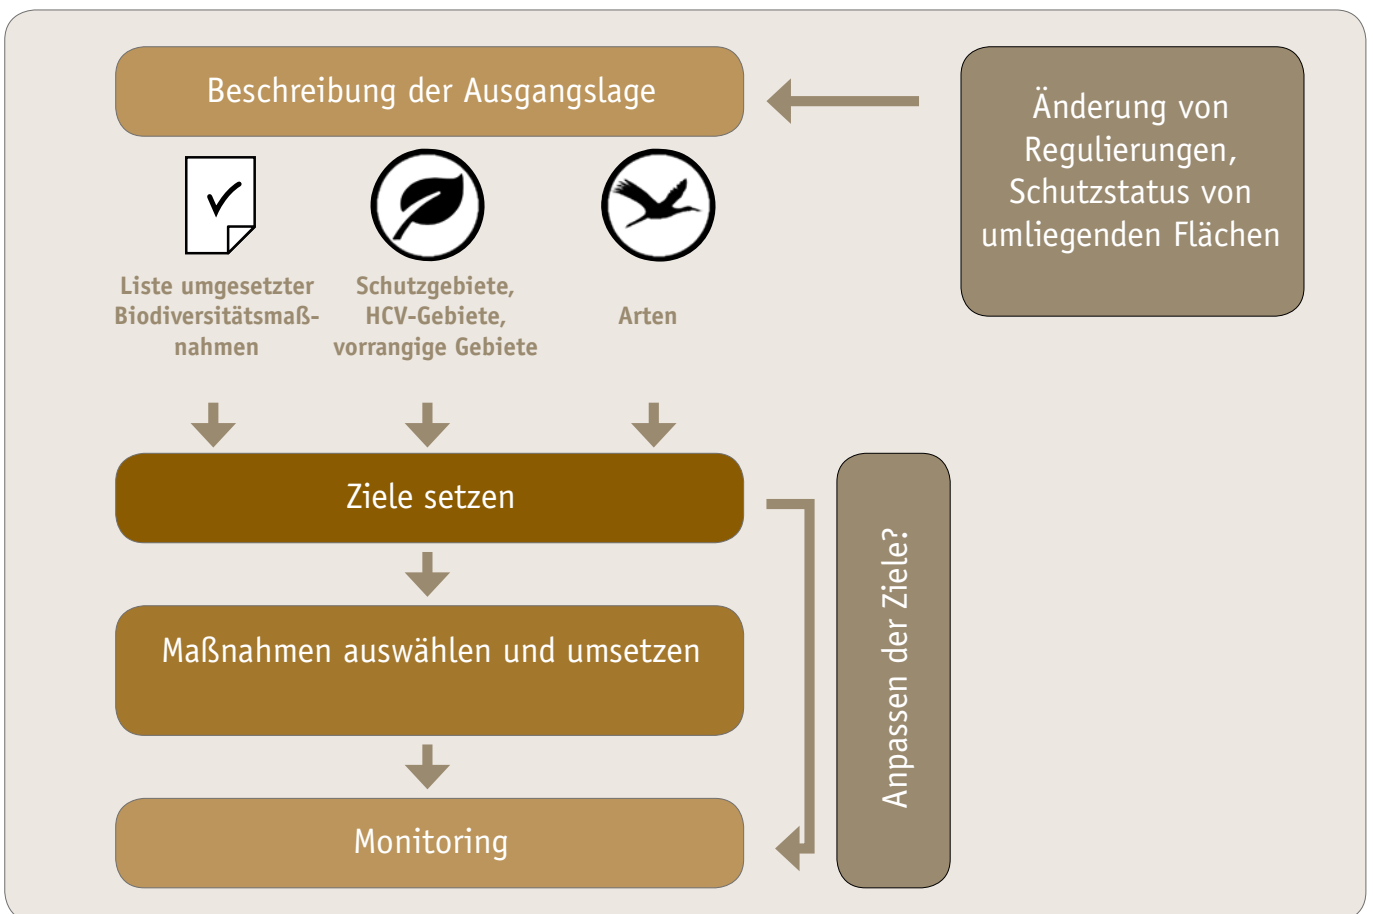 Beschreibung der Ausgangslage
Änderung von
Regulierungen,
Schutzstatus von
umliegenden Flächen
Liste umgesetzter
Biodiversitätsmaß-
nahmen
Schutzgebiete,
HCV-Gebiete,
vorrangige Gebiete
Arten
Ziele setzen
Maßnahmen auswählen und umsetzen
Monitoring
Anpassen der Ziele?